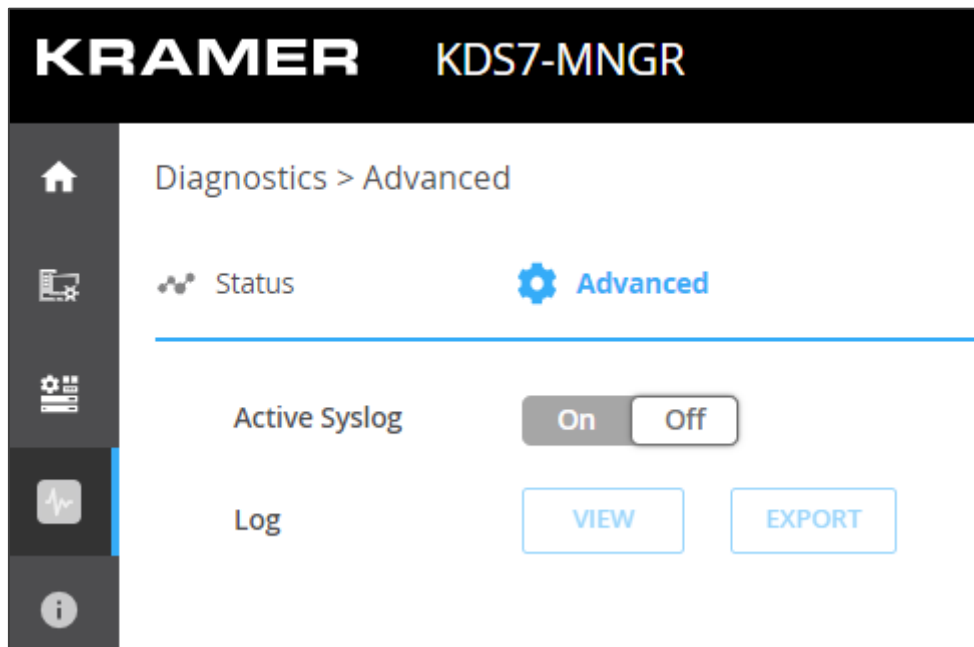 KRAMER KDS7-MNGR
Diagnostics > Advanced
Status Advanced
Active Syslog On Off
Log VIEW EXPORT